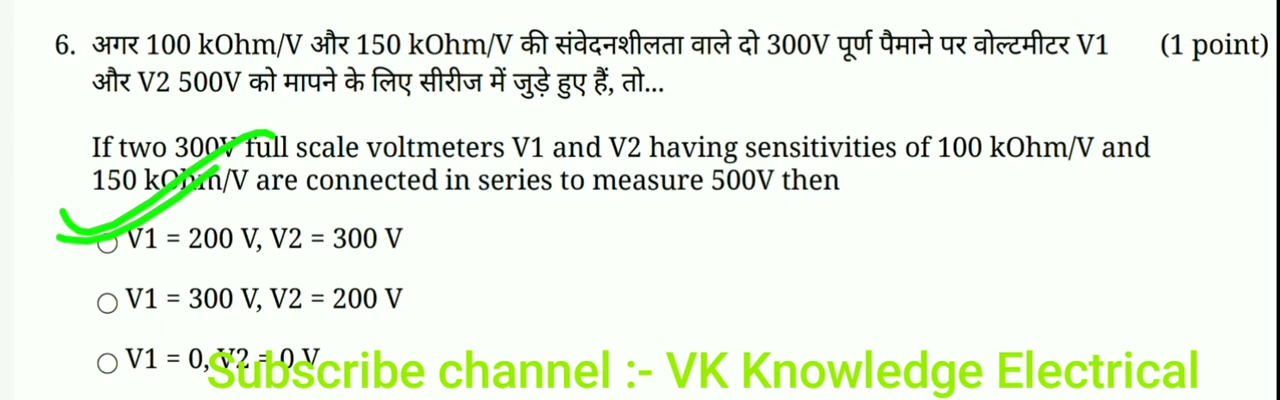 6. अगर 100 kOhm/V और 150 kOhm/V की संवेदनशीलता वाले दो 300V पूर्ण पैमाने पर वोल्टमीटर V1 (1 point)
और V2 500V को मापने के लिए सीरीज में जुड़े हुए हैं, तो...
If two 300V full scale voltmeters V1 and V2 having sensitivities of 100 kOhm/V and
150 kOhm/V are connected in series to measure 500V then
V1 = 200 V, V2 = 300 V
V1 = 300 V, V2 = 200 V
V1 = 0, V2 = 0 V
Subscribe channel :- VK Knowledge Electrical